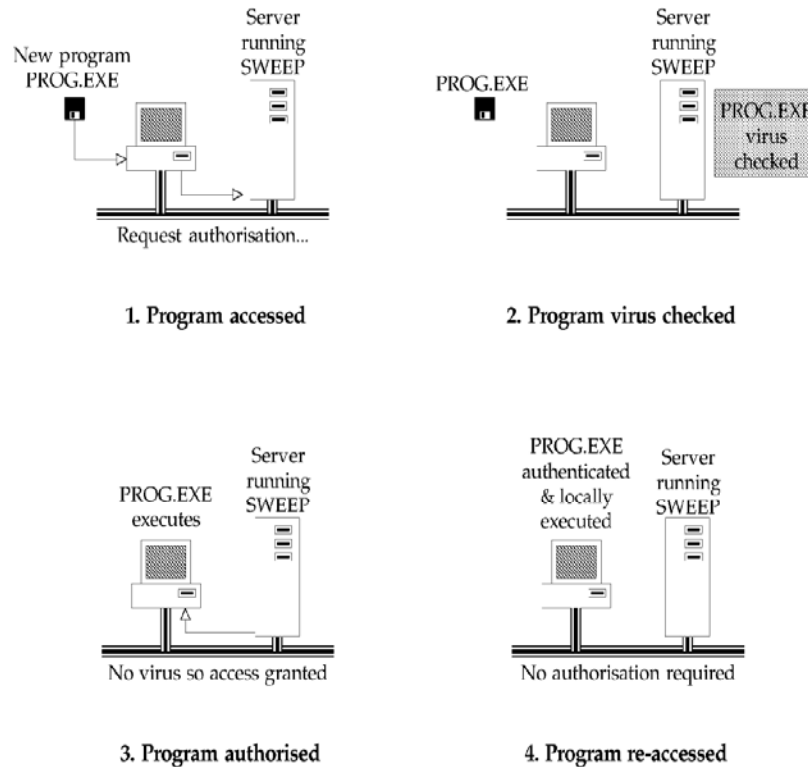 New program
PROG.EXE
Server
running
SWEEP
Request authorisation...
1. Program accessed
PROG.EXE
Server
running
SWEEP
PROG.EXE
virus
checked
2. Program virus checked
PROG.EXE
executes
Server
running
SWEEP
No virus so access granted
3. Program authorised
PROG.EXE
authenticated
& locally
executed
Server
running
SWEEP
No authorisation required
4. Program re-accessed